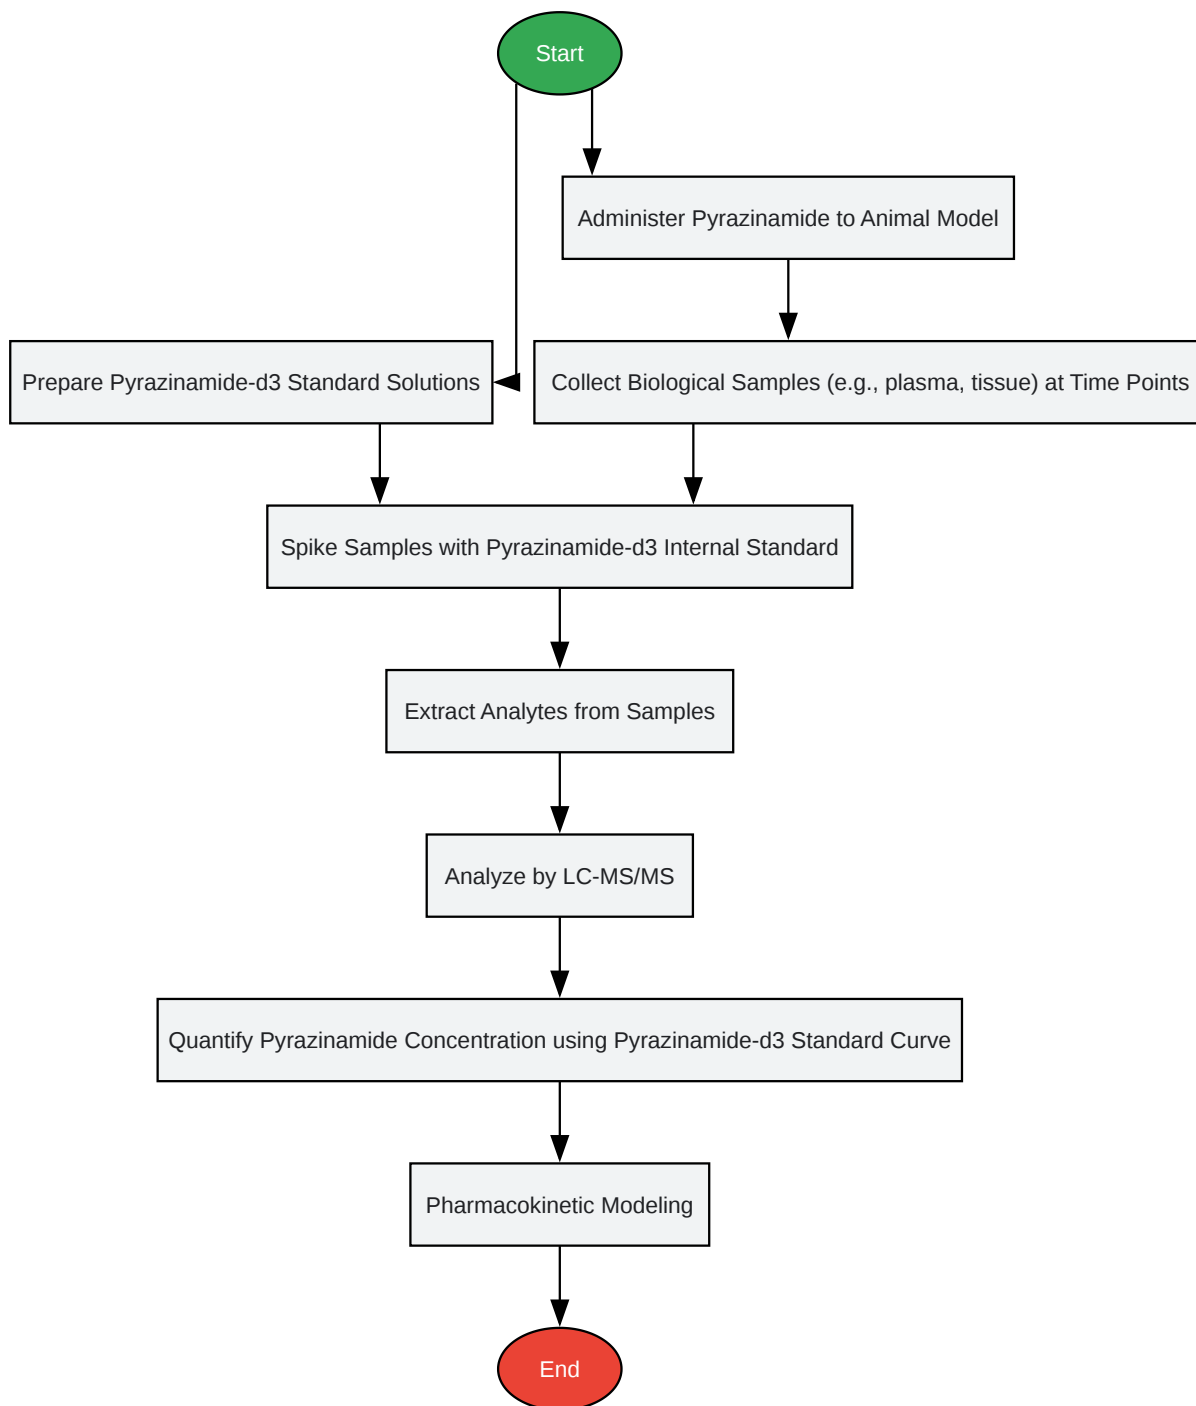 Start
Administer Pyrazinamide to Animal Model
Prepare Pyrazinamide-d3 Standard Solutions
Collect Biological Samples (e.g., plasma, tissue) at Time Points
Spike Samples with Pyrazinamide-d3 Internal Standard
Extract Analytes from Samples
Analyze by LC-MS/MS
Quantify Pyrazinamide Concentration using Pyrazinamide-d3 Standard Curve
Pharmacokinetic Modeling
End